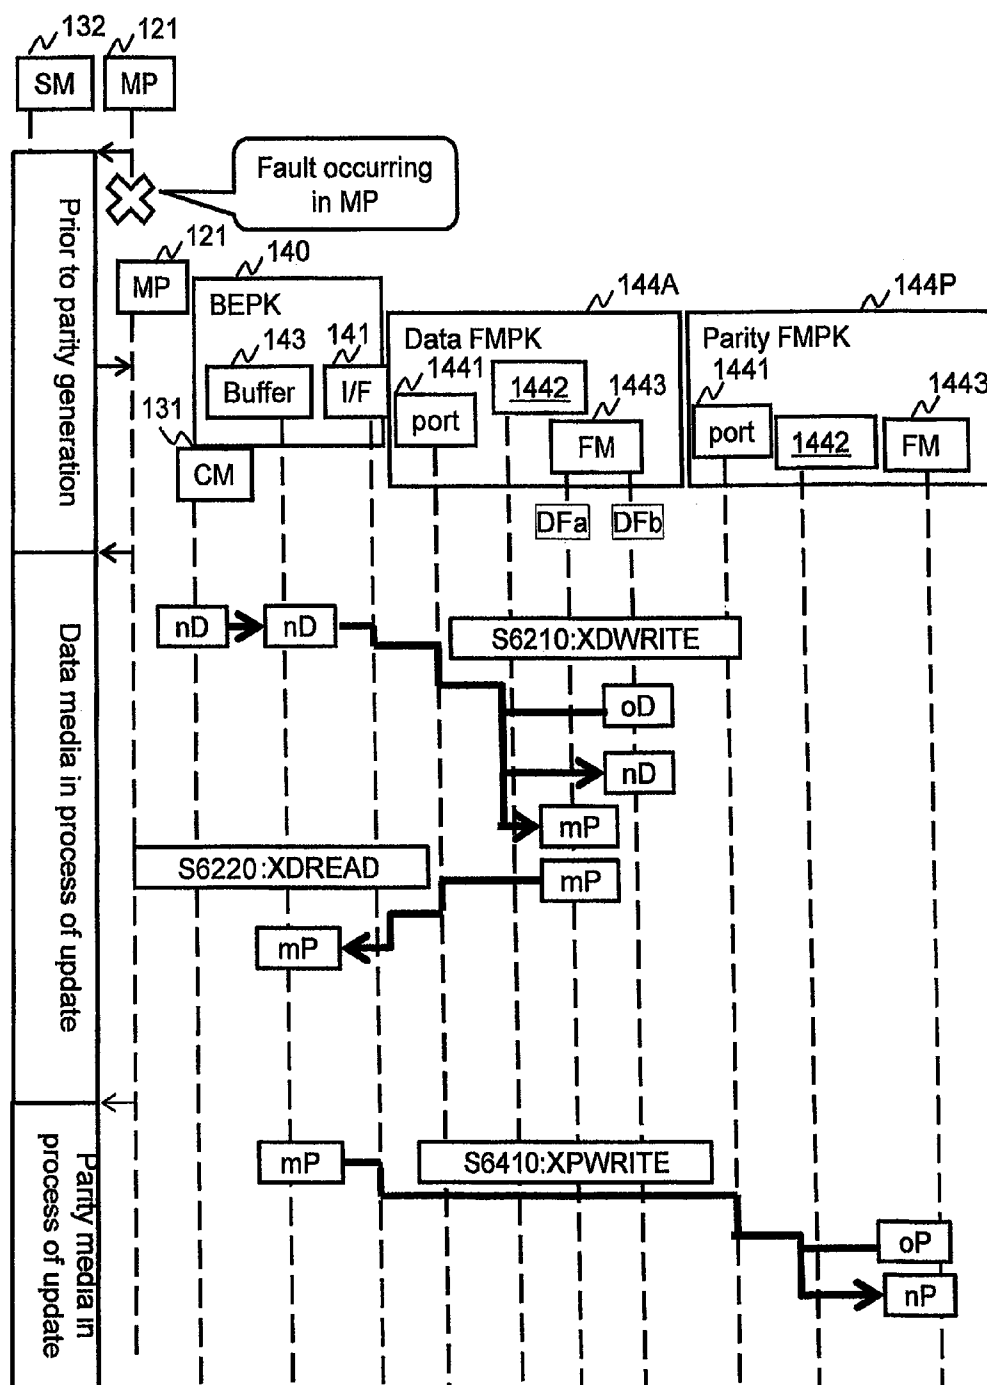 132
121
SM
MP
Fault occurring
in MP
Prior to parity generation
121
MP
140
BEPK
143
Buffer
141
I/F
131
CM
144A
Data FMPK
1441
port
1442
1443
FM
DFa
DFb
144P
Parity FMPK
1441
port
1442
1443
FM
Data media in process of update
nD
nD
S6210:XDWRITE
oD
nD
mP
S6220:XDREAD
mP
mP
Parity media in
process of update
mP
S6410:XPWRITE
oP
nP